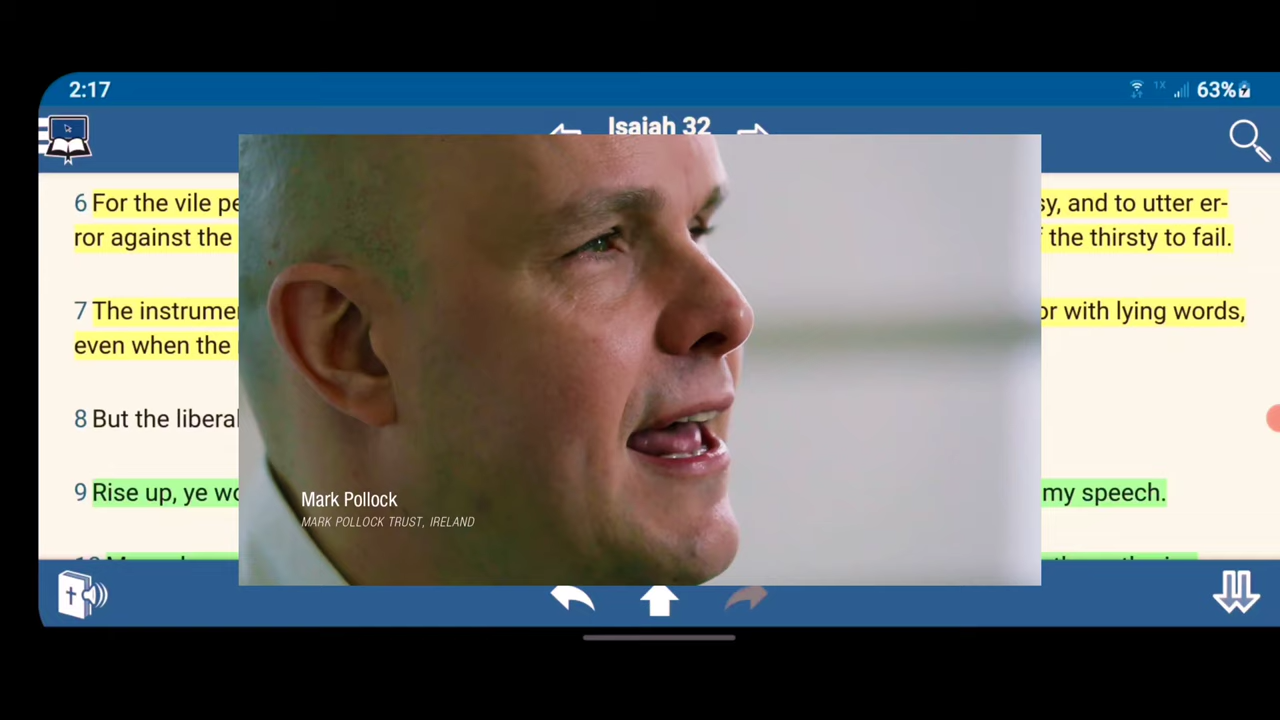 2:17
1X
63%
Isaiah 32
6 For the vile pe sy, and to utter er-
ror against the f the thirsty to fail.
7 The instrumen or with lying words,
even when the
8 But the liberal
9 Rise up, ye wo my speech.
Mark Pollock
MARK POLLOCK TRUST, IRELAND